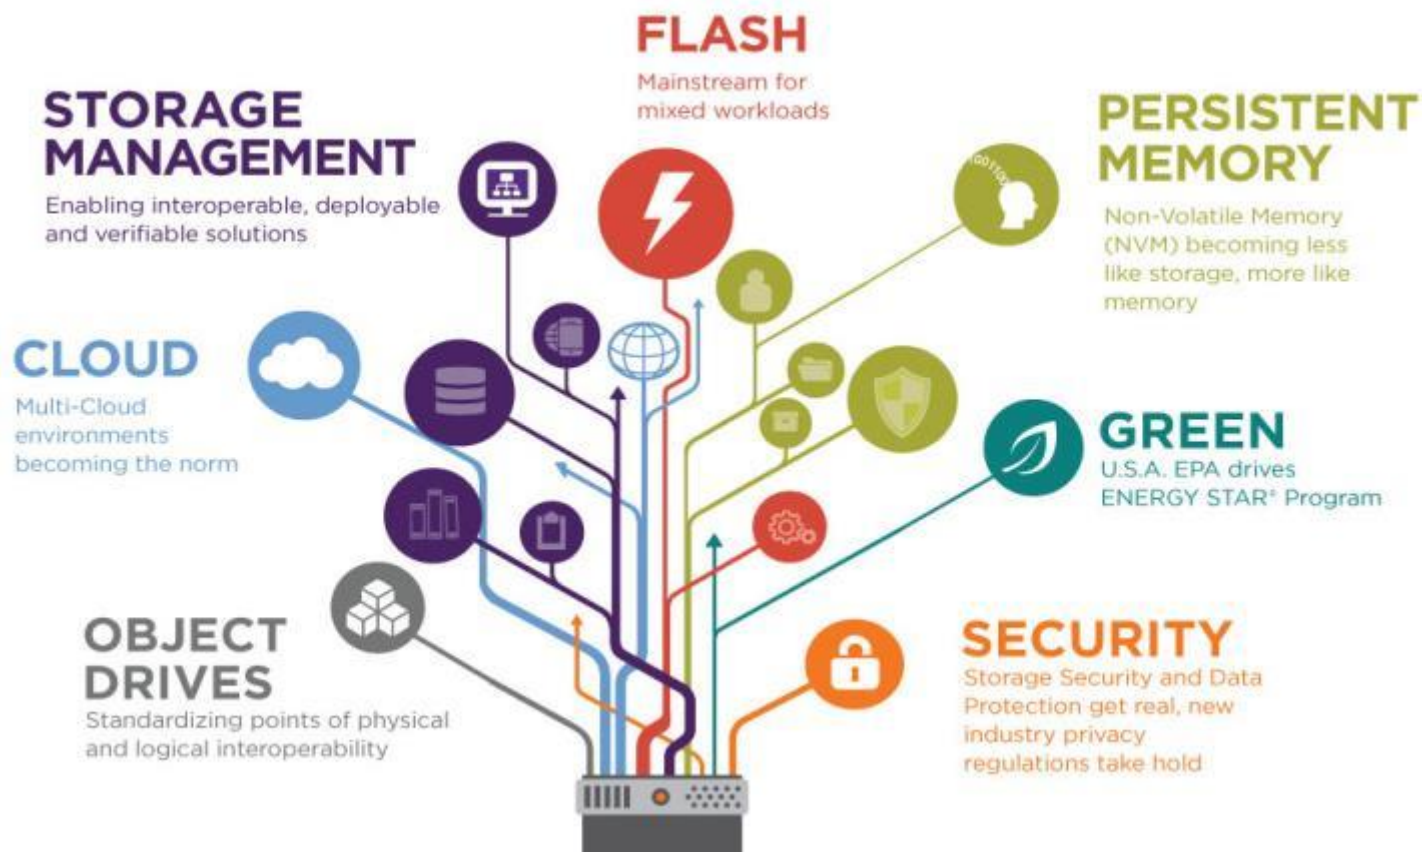 FLASH
Mainstream for
mixed workloads
STORAGE
MANAGEMENT
Enabling interoperable, deployable
and verifiable solutions
PERSISTENT
MEMORY
Non-Volatile Memory
(NVM) becoming less
like storage, more like
memory
CLOUD
Multi-Cloud
environments
becoming the norm
GREEN
U.S.A. EPA drives
ENERGY STAR® Program
OBJECT
DRIVES
Standardizing points of physical
and logical interoperability
SECURITY
Storage Security and Data
Protection get real, new
industry privacy
regulations take hold